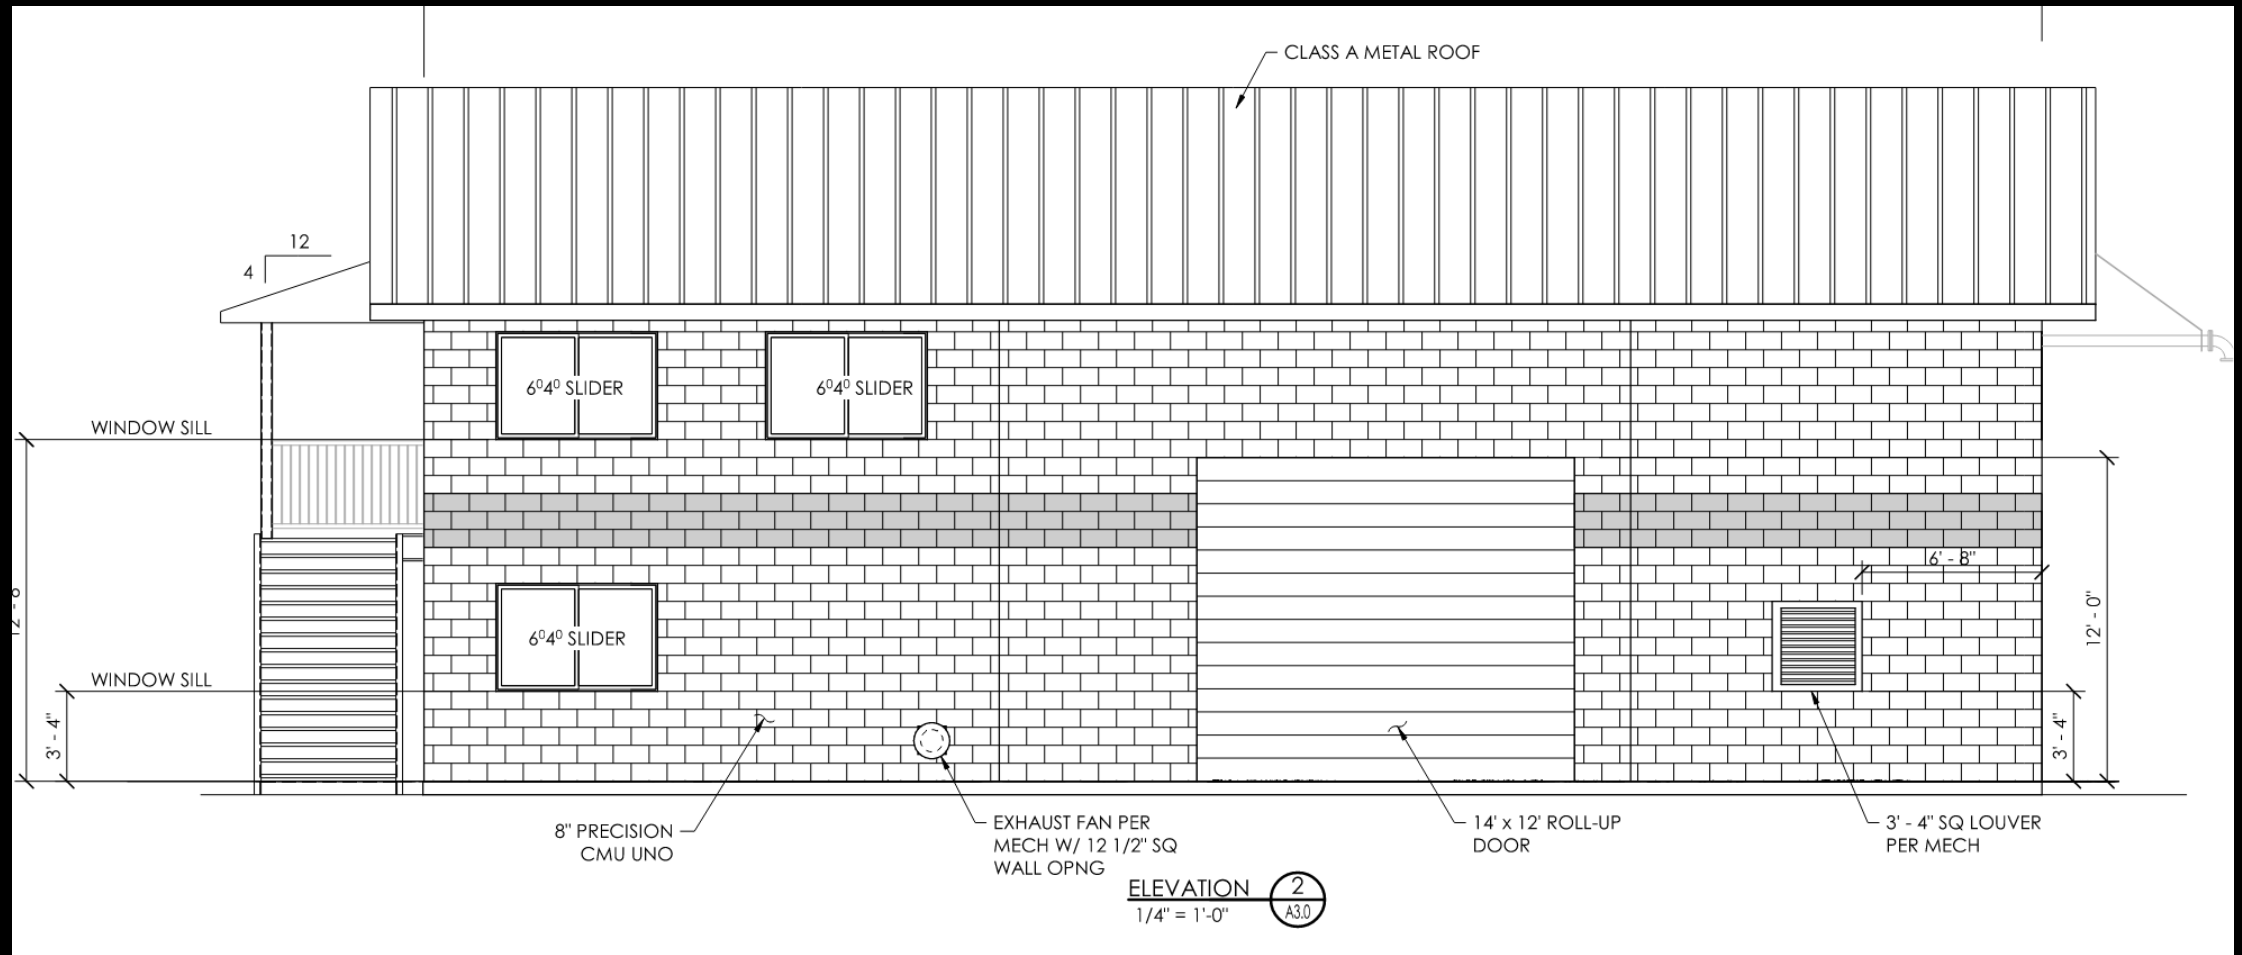 CLASS A METAL ROOF
12
4
6⁰4⁰ SLIDER
6⁰4⁰ SLIDER
WINDOW SILL
6' - 8"
12' - 0"
6⁰4⁰ SLIDER
WINDOW SILL
3' - 4"
3' - 4"
8" PRECISION
CMU UNO
EXHAUST FAN PER
MECH W/ 12 1/2" SQ
WALL OPNG
14' x 12' ROLL-UP
DOOR
3' - 4" SQ LOUVER
PER MECH
ELEVATION
1/4" = 1'-0"
2
A3.0